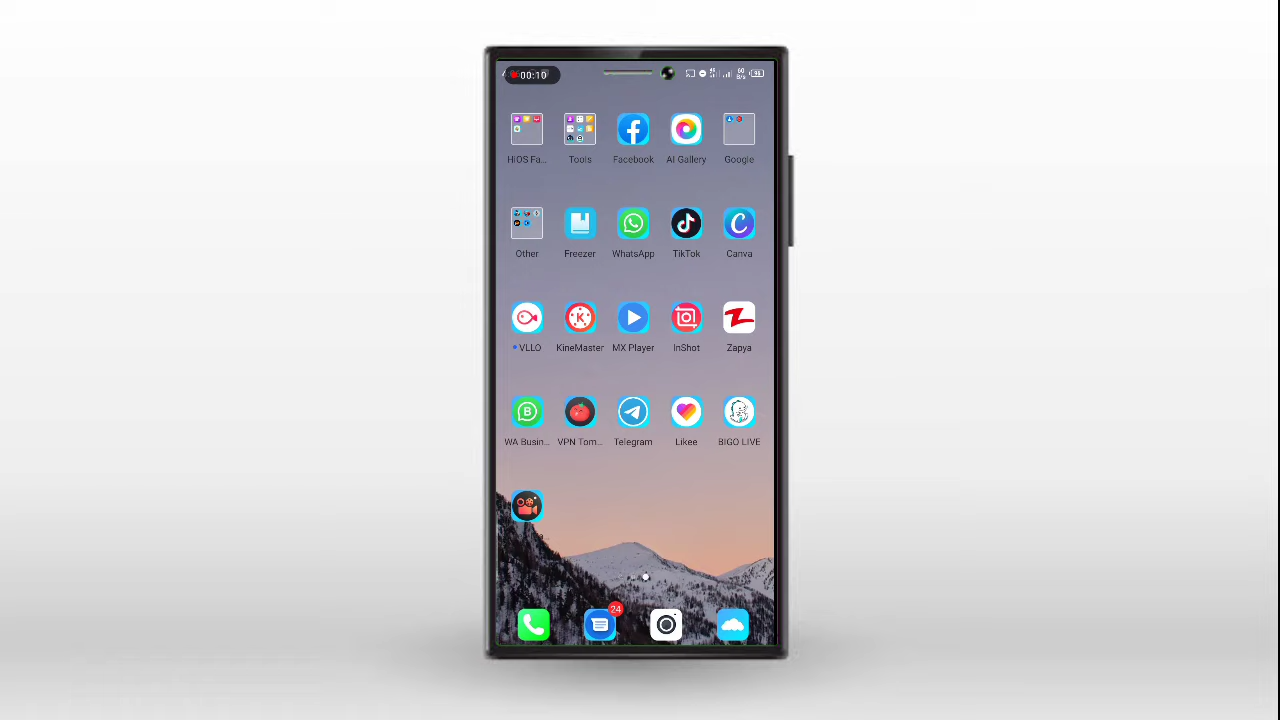 00:10
HiOS Fa... Tools Facebook AI Gallery Google
Other Freezer WhatsApp TikTok Canva
VLLO KineMaster MX Player InShot Zapya
WA Busin... VPN Tom... Telegram Likee BIGO LIVE
24